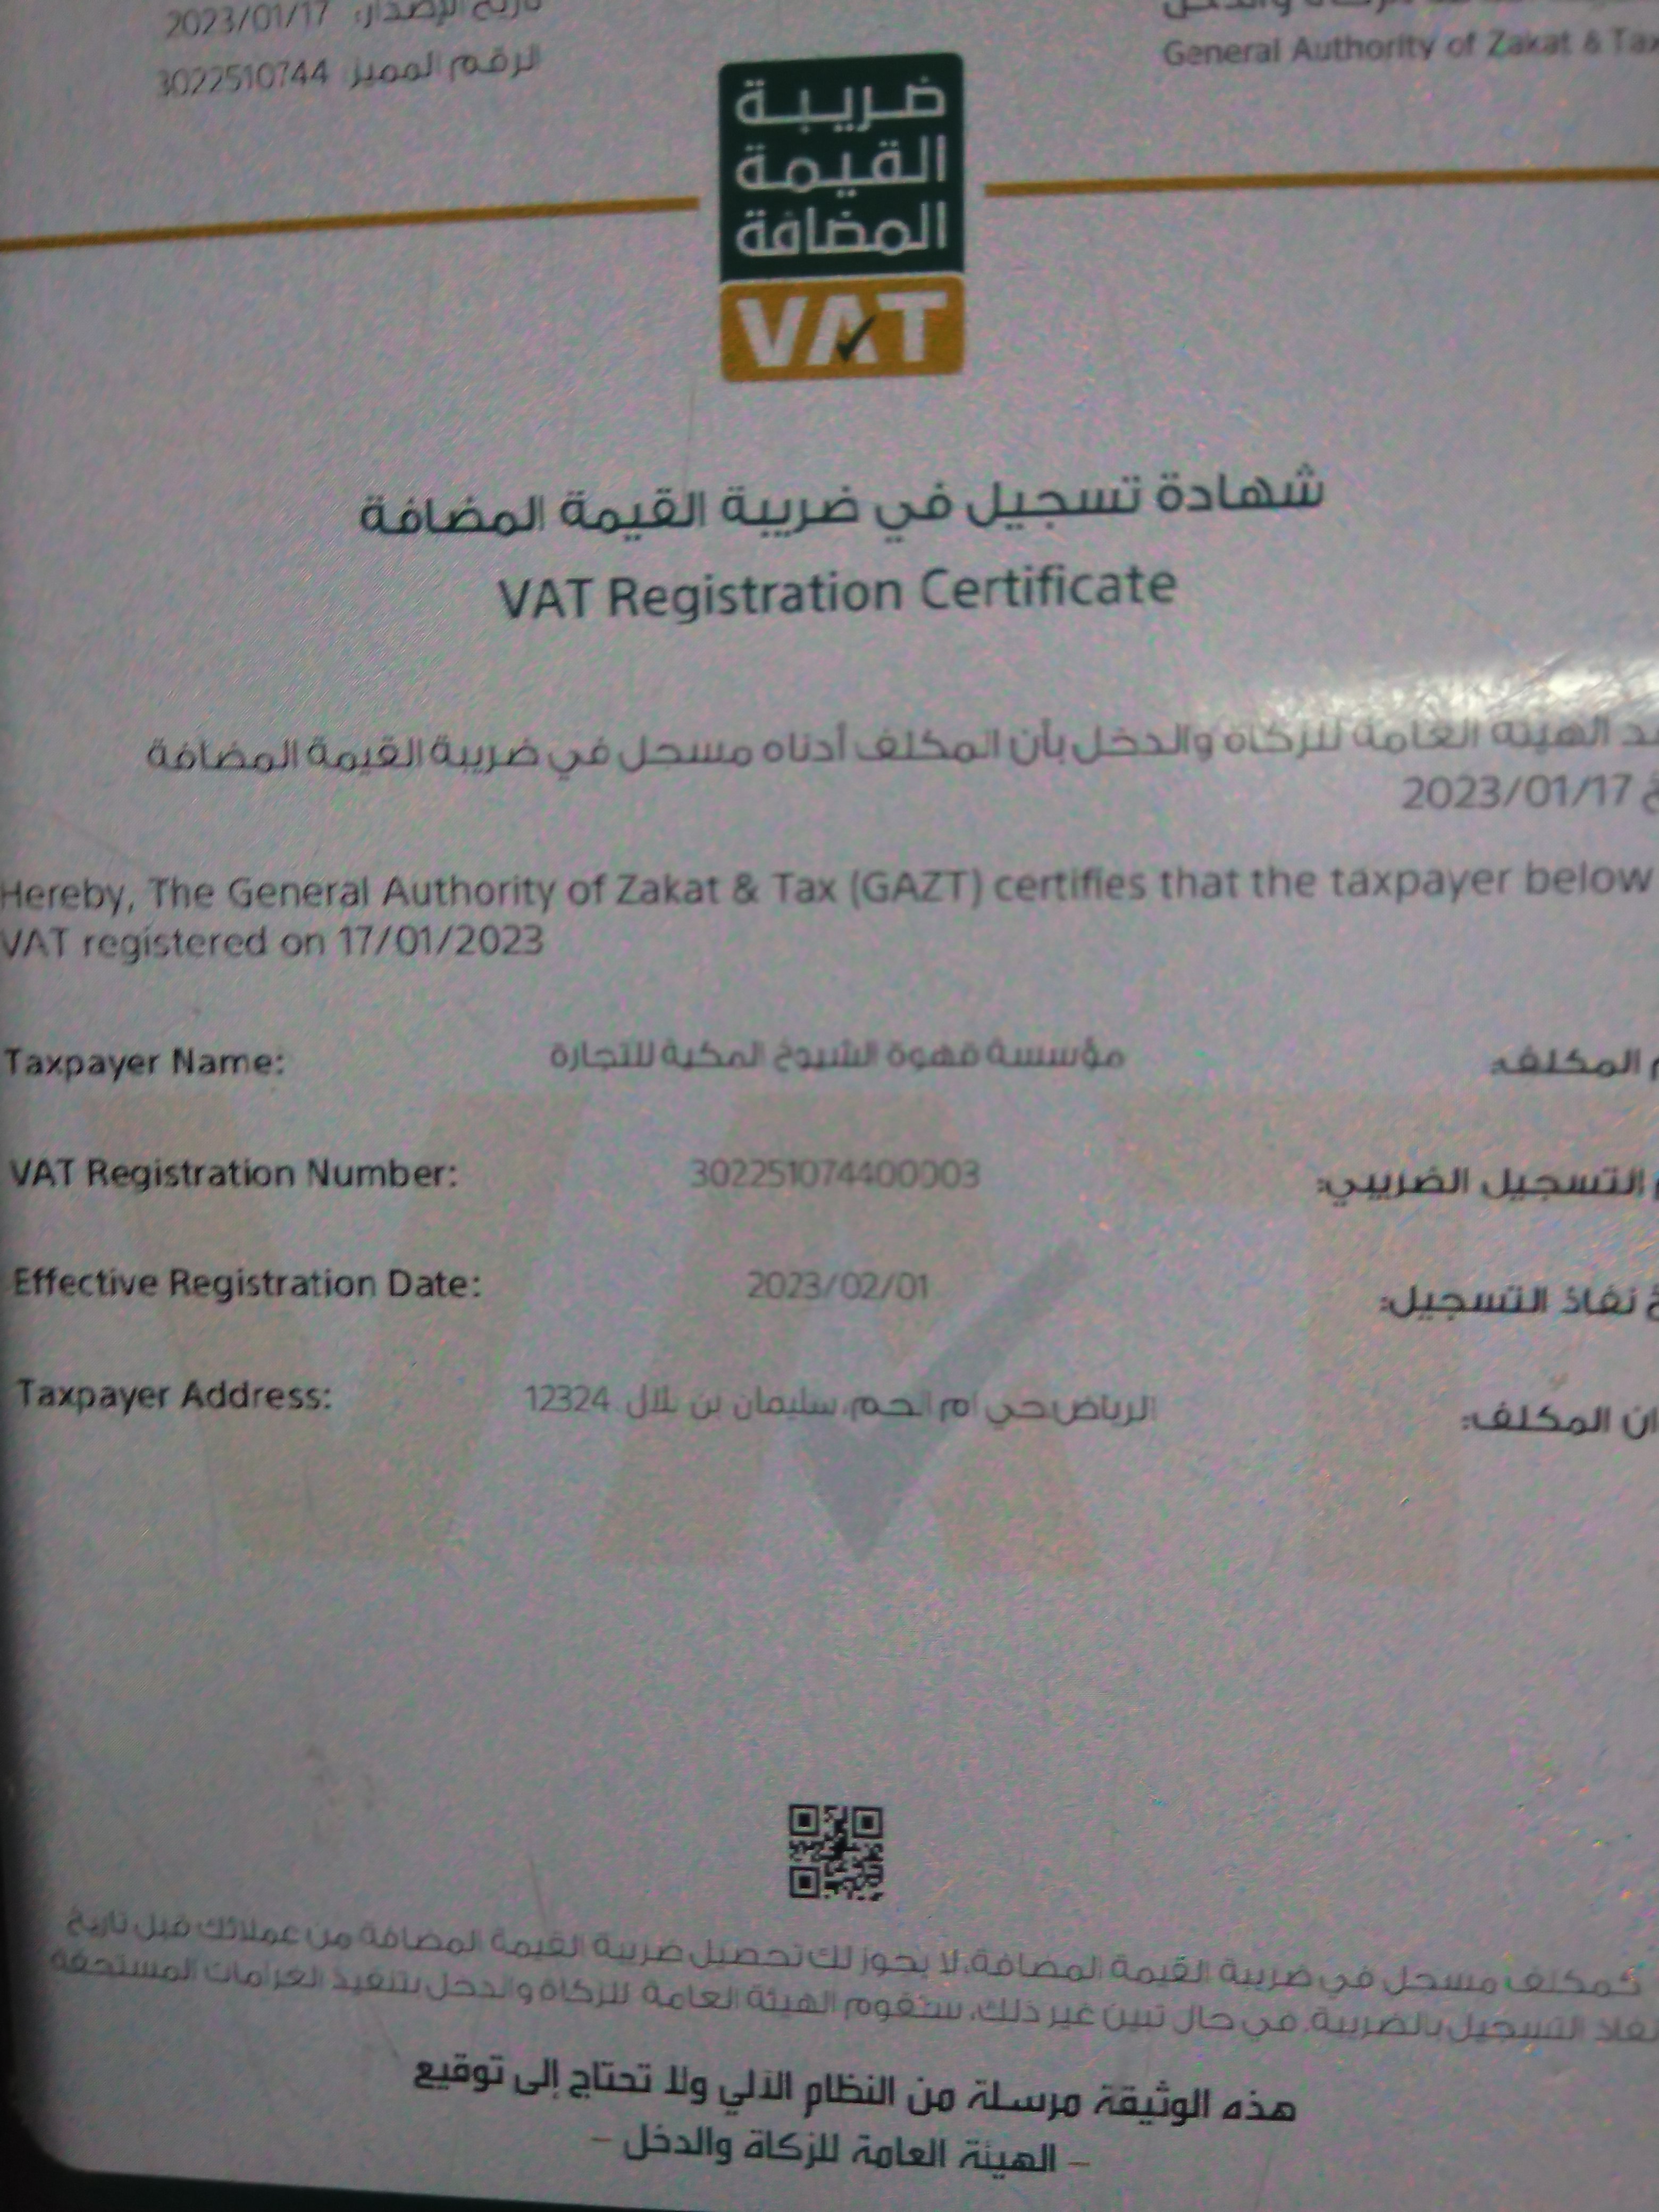 تاريخ الإصدار: 2023/01/17
General Authority of Zakat & Tax
الرقم المميز: 3022510744
ضريبة
القيمة
المضافة
VAT
شهادة تسجيل في ضريبة القيمة المضافة
VAT Registration Certificate
الهيئة العامة للزكاة والدخل بأن المكلف أدناه مسجل في ضريبة القيمة المضافة
2023/01/17
Hereby, The General Authority of Zakat & Tax (GAZT) certifies that the taxpayer below
VAT registered on 17/01/2023
Taxpayer Name: مؤسسة قهوة الشيوخ المكية للتجارة المكلف:
VAT Registration Number: 302251074400003 التسجيل الضريبي:
Effective Registration Date: 2023/02/01 نفاذ التسجيل:
Taxpayer Address: الرياض حي ام الحمم, سليمان بن بلال, 12324 المكلف:
كمكلف مسجل في ضريبة القيمة المضافة، لا يجوز لك تحصيل ضريبة القيمة المضافة من عملائك قبل تاريخ
نفاذ التسجيل بالضريبة. في حال تبين غير ذلك، ستقوم الهيئة العامة للزكاة والدخل بتنفيذ الغرامات المستحقة
هذه الوثيقة مرسلة من النظام الآلي ولا تحتاج إلى توقيع
– الهيئة العامة للزكاة والدخل –